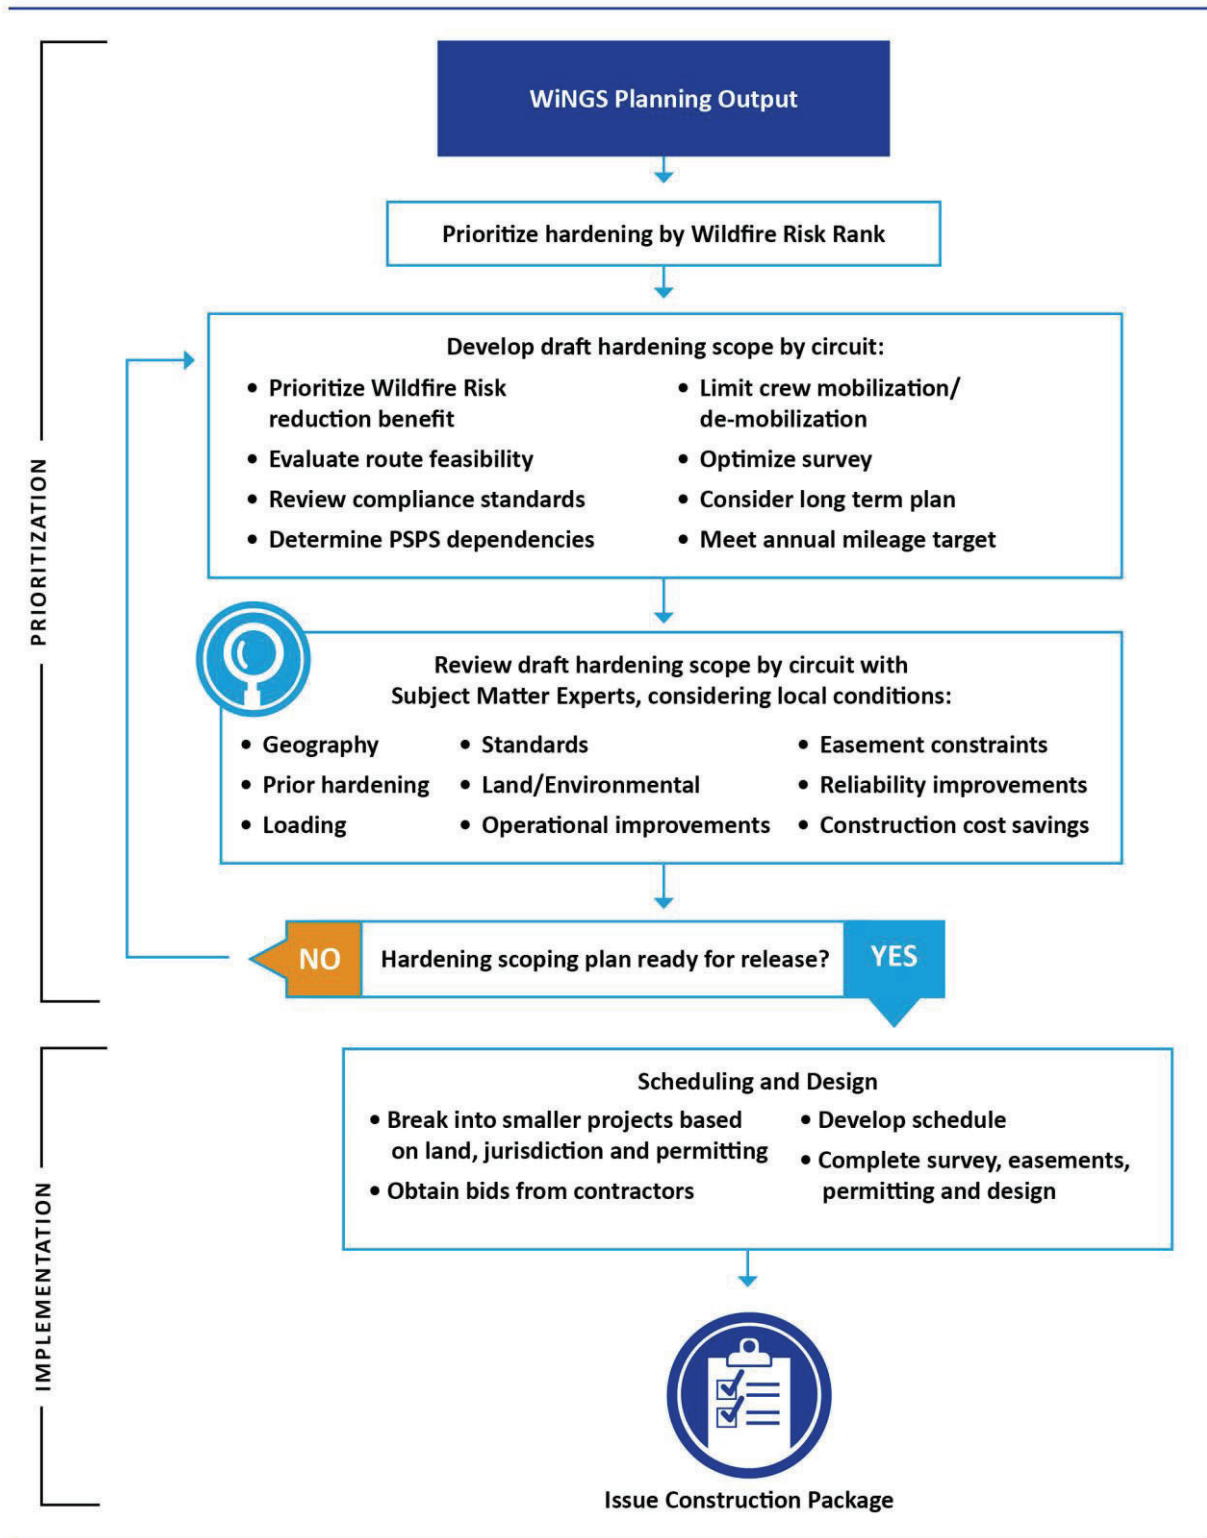 WiNGS Planning Output
Prioritize hardening by Wildfire Risk Rank
Develop draft hardening scope by circuit:
• Prioritize Wildfire Risk
reduction benefit
• Evaluate route feasibility
• Review compliance standards
• Determine PSPS dependencies
• Limit crew mobilization/
de-mobilization
• Optimize survey
• Consider long term plan
• Meet annual mileage target
PRIORITIZATION
Review draft hardening scope by circuit with
Subject Matter Experts, considering local conditions:
• Geography
• Prior hardening
• Loading
• Standards
• Land/Environmental
• Operational improvements
• Easement constraints
• Reliability improvements
• Construction cost savings
NO
Hardening scoping plan ready for release?
YES
Scheduling and Design
• Break into smaller projects based
on land, jurisdiction and permitting
• Obtain bids from contractors
• Develop schedule
• Complete survey, easements,
permitting and design
IMPLEMENTATION
Issue Construction Package